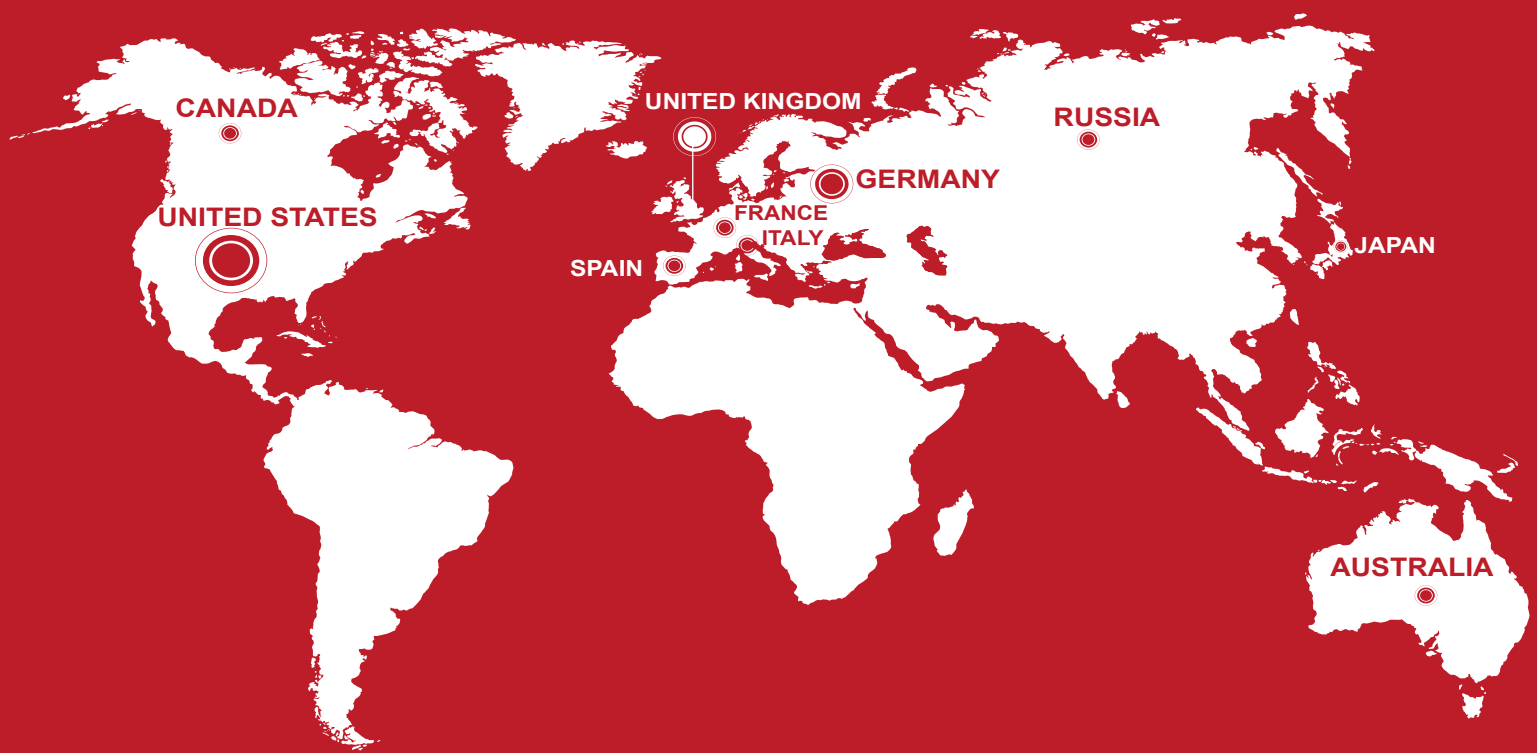 UNITED KINGDOM
CANADA
RUSSIA
GERMANY
FRANCE
UNITED STATES
ITALY
JAPAN
SPAIN
AUSTRALIA